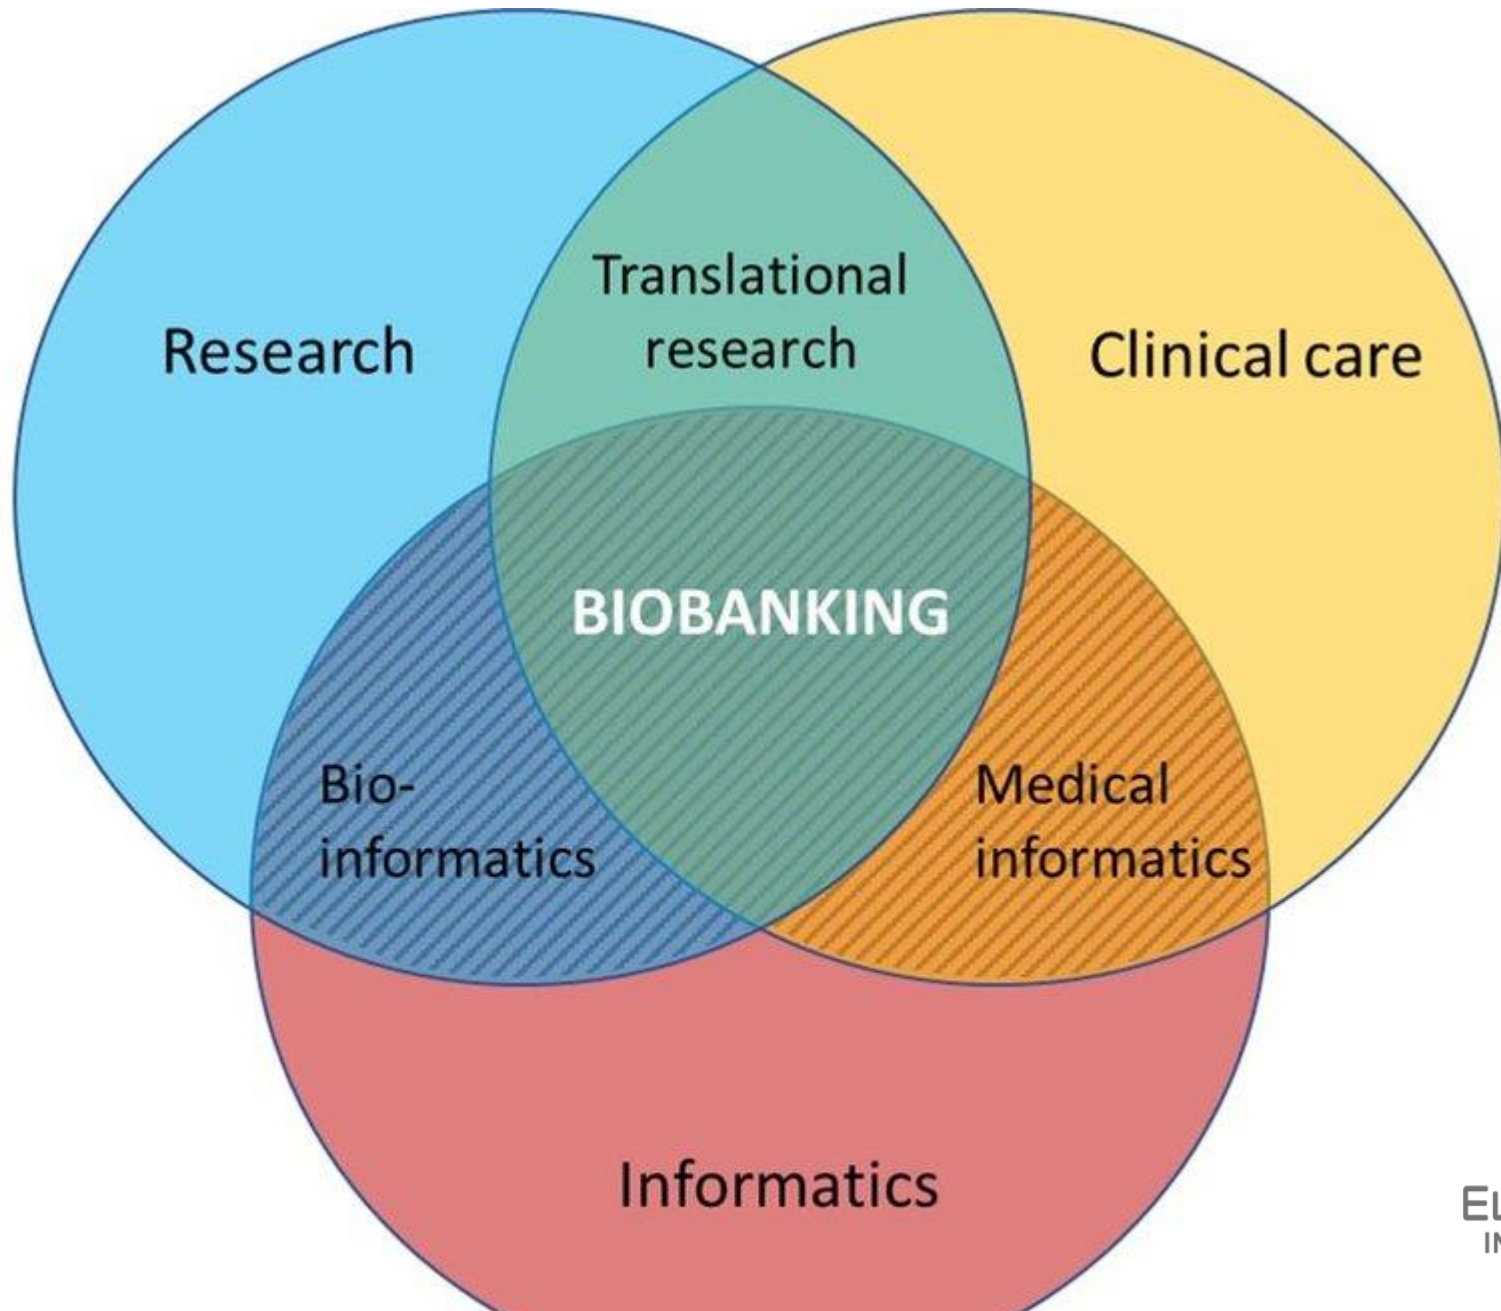 Translational
research
Research
Clinical care
BIOBANKING
Bio-
informatics
Medical
informatics
Informatics